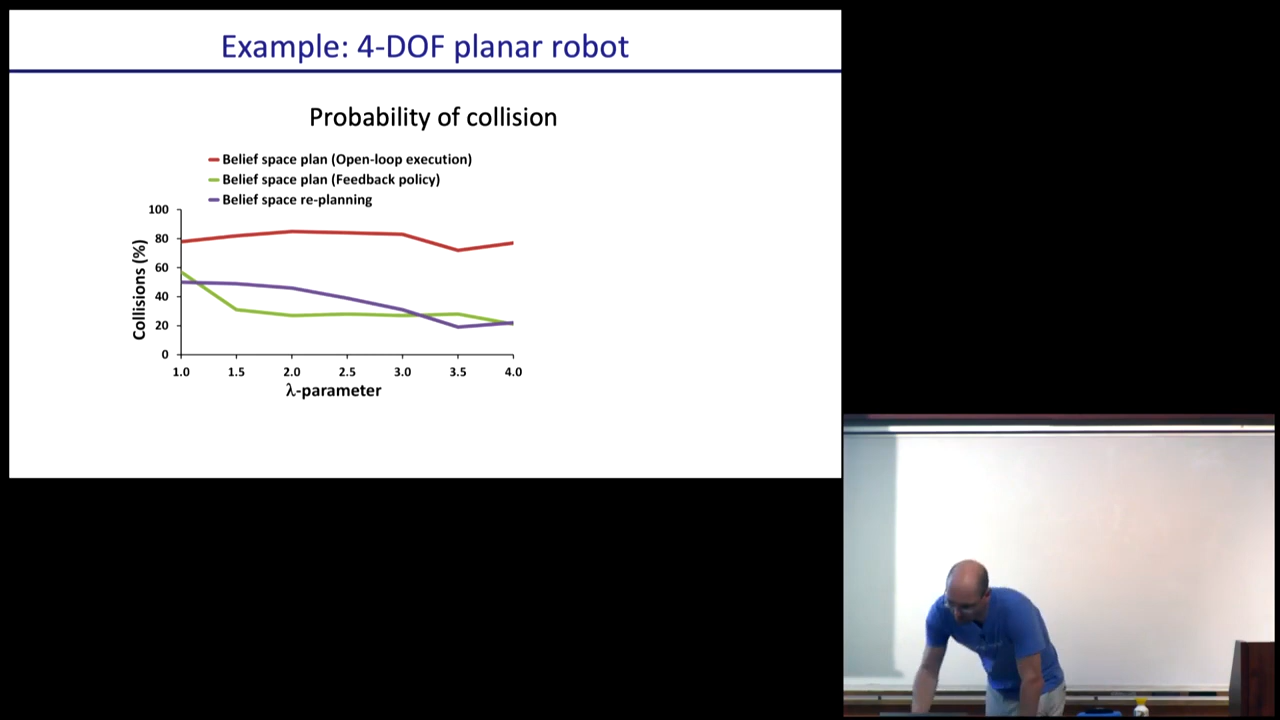 Example: 4-DOF planar robot
Probability of collision
Belief space plan (Open-loop execution)
Belief space plan (Feedback policy)
Belief space re-planning
Collisions (%)
100
80
60
40
20
0
1.0 1.5 2.0 2.5 3.0 3.5 4.0
λ-parameter